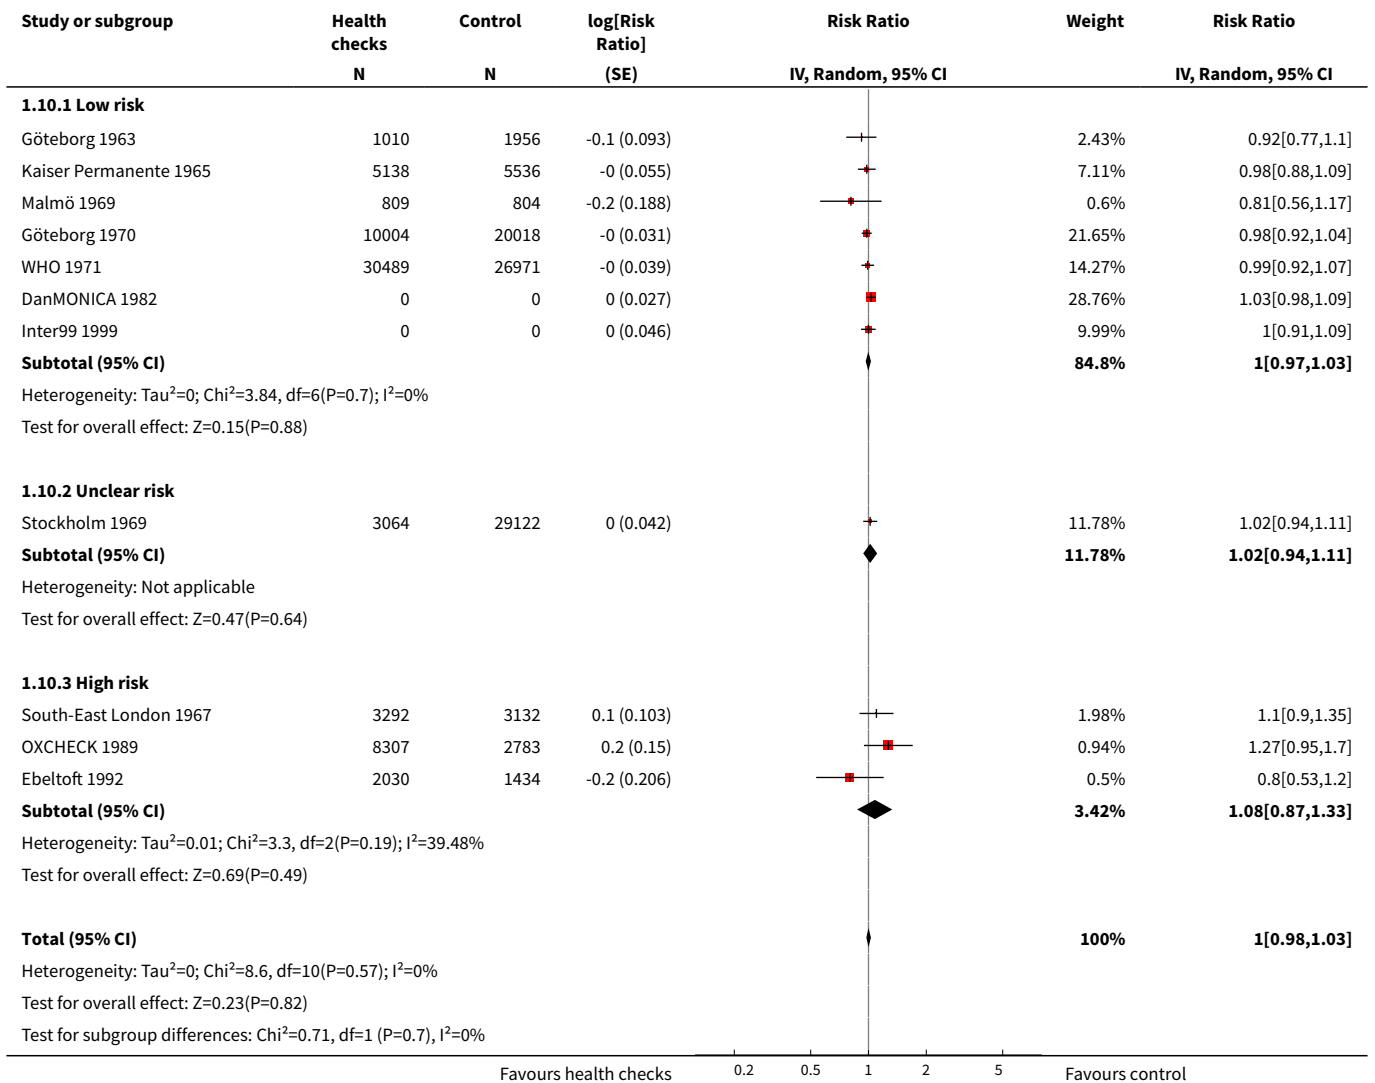 Study or subgroup Health checks Control log[Risk Ratio] Risk Ratio Weight Risk Ratio
N N (SE) IV, Random, 95% CI IV, Random, 95% CI
1.10.1 Low risk
Göteborg 1963 1010 1956 -0.1 (0.093) 2.43% 0.92[0.77,1.1]
Kaiser Permanente 1965 5138 5536 -0 (0.055) 7.11% 0.98[0.88,1.09]
Malmö 1969 809 804 -0.2 (0.188) 0.6% 0.81[0.56,1.17]
Göteborg 1970 10004 20018 -0 (0.031) 21.65% 0.98[0.92,1.04]
WHO 1971 30489 26971 -0 (0.039) 14.27% 0.99[0.92,1.07]
DanMONICA 1982 0 0 0 (0.027) 28.76% 1.03[0.98,1.09]
Inter99 1999 0 0 0 (0.046) 9.99% 1[0.91,1.09]
Subtotal (95% CI) 84.8% 1[0.97,1.03]
Heterogeneity: Tau²=0; Chi²=3.84, df=6(P=0.7); I²=0%
Test for overall effect: Z=0.15(P=0.88)
1.10.2 Unclear risk
Stockholm 1969 3064 29122 0 (0.042) 11.78% 1.02[0.94,1.11]
Subtotal (95% CI) 11.78% 1.02[0.94,1.11]
Heterogeneity: Not applicable
Test for overall effect: Z=0.47(P=0.64)
1.10.3 High risk
South-East London 1967 3292 3132 0.1 (0.103) 1.98% 1.1[0.9,1.35]
OXCHECK 1989 8307 2783 0.2 (0.15) 0.94% 1.27[0.95,1.7]
Ebeltoft 1992 2030 1434 -0.2 (0.206) 0.5% 0.8[0.53,1.2]
Subtotal (95% CI) 3.42% 1.08[0.87,1.33]
Heterogeneity: Tau²=0.01; Chi²=3.3, df=2(P=0.19); I²=39.48%
Test for overall effect: Z=0.69(P=0.49)
Total (95% CI) 100% 1[0.98,1.03]
Heterogeneity: Tau²=0; Chi²=8.6, df=10(P=0.57); I²=0%
Test for overall effect: Z=0.23(P=0.82)
Test for subgroup differences: Chi²=0.71, df=1 (P=0.7), I²=0%
Favours health checks 0.2 0.5 1 2 5 Favours control